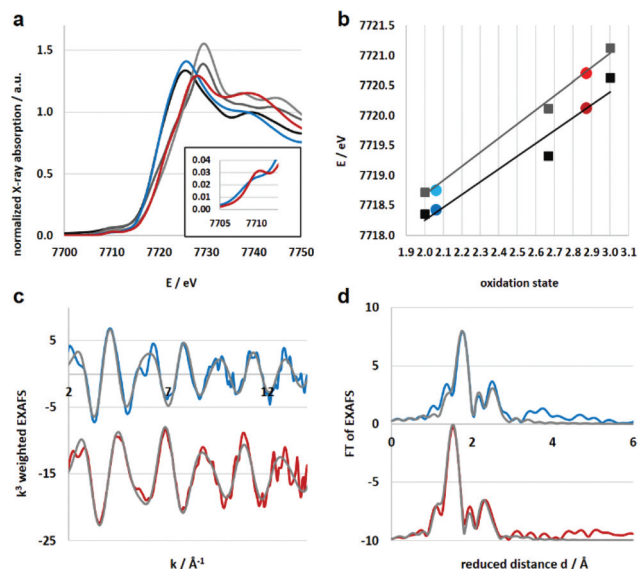 a
normalized X-ray absorption / a.u.
1.5
1.0
0.5
0.0
7700 7710 7720 7730 7740 7750
E / eV
0.04
0.03
0.02
0.01
0.00
7705 7710
b
E / eV
7721.5
7721.0
7720.5
7720.0
7719.5
7719.0
7718.5
7718.0
1.9 2.0 2.1 2.2 2.3 2.4 2.5 2.6 2.7 2.8 2.9 3.0 3.1
oxidation state
c
k³ weighted EXAFS
5
-5
-15
-25
2 7 12
k / Å⁻¹
d
FT of EXAFS
10
5
0
-5
-10
0 2 4 6
reduced distance d / Å